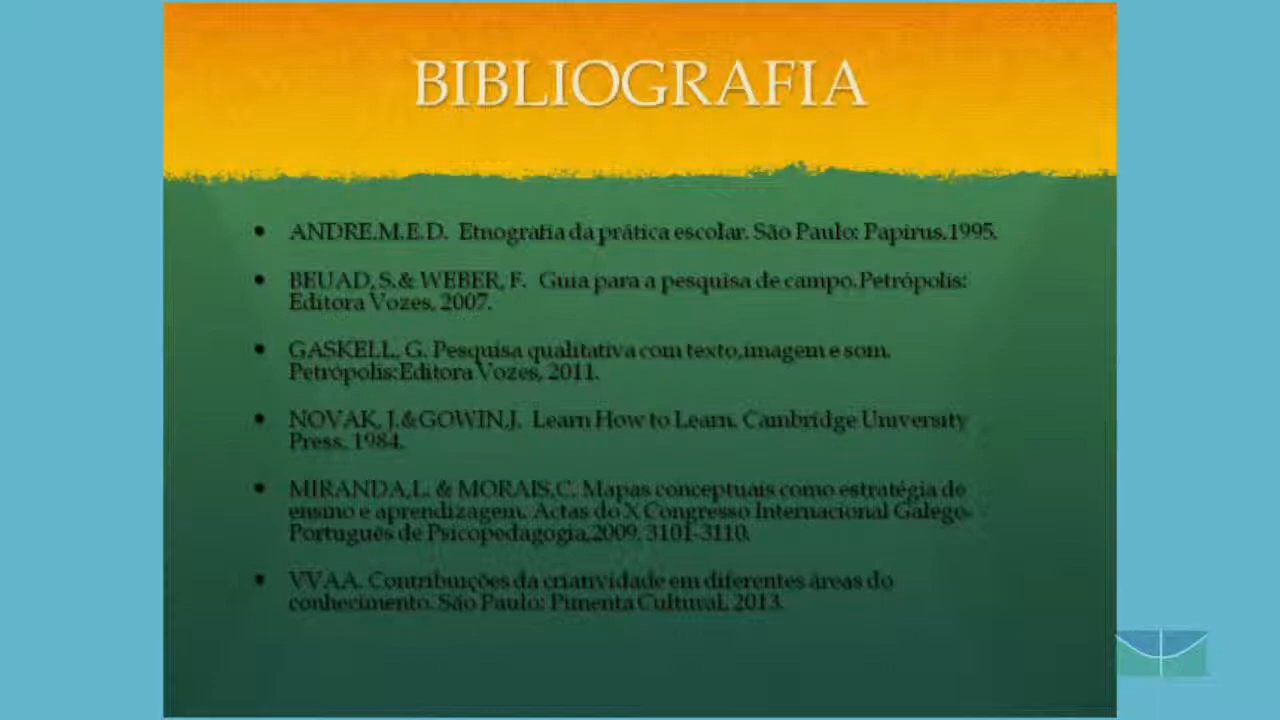 BIBLIOGRAFIA
• ANDRE.M.E.D. Etnografia da prática escolar. São Paulo: Papirus,1995.
• BEUAD, S.& WEBER, F. Guia para a pesquisa de campo.Petrópolis:
Editora Vozes, 2007.
• GASKELL, G. Pesquisa qualitativa com texto,imagem e som.
Petrópolis:Editora Vozes, 2011.
• NOVAK, J.&GOWIN,J. Learn How to Learn. Cambridge University
Press, 1984.
• MIRANDA,L. & MORAIS,C. Mapas conceptuais como estratégia de
ensino e aprendizagem. Actas do X Congresso Internacional Galego-
Português de Psicopedagogia,2009. 3101-3110.
• VVAA. Contribuições da criatividade em diferentes áreas do
conhecimento. São Paulo: Pimenta Cultural, 2013.